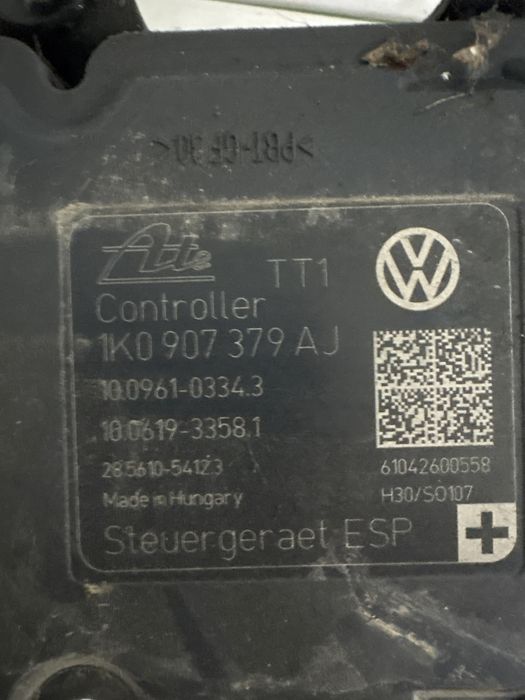 >PBT-GF30<
Ate
TT1
Controller
1K0 907 379 AJ
10.0961-0334.3
10.0619-3358.1
28.5610-5412.3
61042600558
Made in Hungary
H30/SO107
Steuergeraet ESP